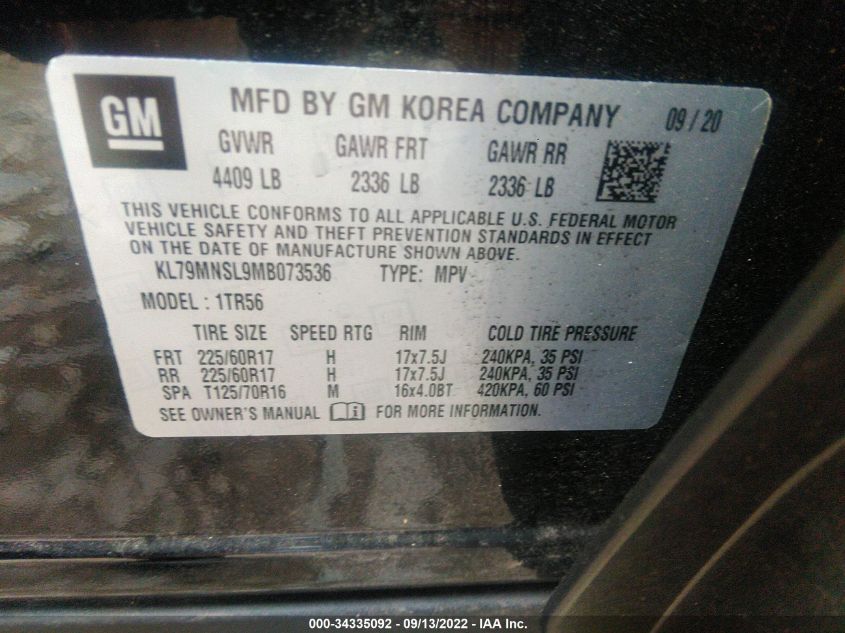 GM
MFD BY GM KOREA COMPANY 09/20
GVWR GAWR FRT GAWR RR
4409 LB 2336 LB 2336 LB
THIS VEHICLE CONFORMS TO ALL APPLICABLE U.S. FEDERAL MOTOR
VEHICLE SAFETY AND THEFT PREVENTION STANDARDS IN EFFECT
ON THE DATE OF MANUFACTURE SHOWN ABOVE.
KL79MNSL9MB073536 TYPE: MPV
MODEL : 1TR56
TIRE SIZE SPEED RTG RIM COLD TIRE PRESSURE
FRT 225/60R17 H 17x7.5J 240KPA, 35 PSI
RR 225/60R17 H 17x7.5J 240KPA, 35 PSI
SPA T125/70R16 M 16x4.0BT 420KPA, 60 PSI
SEE OWNER'S MANUAL i FOR MORE INFORMATION.
000-34335092 - 09/13/2022 - IAA Inc.